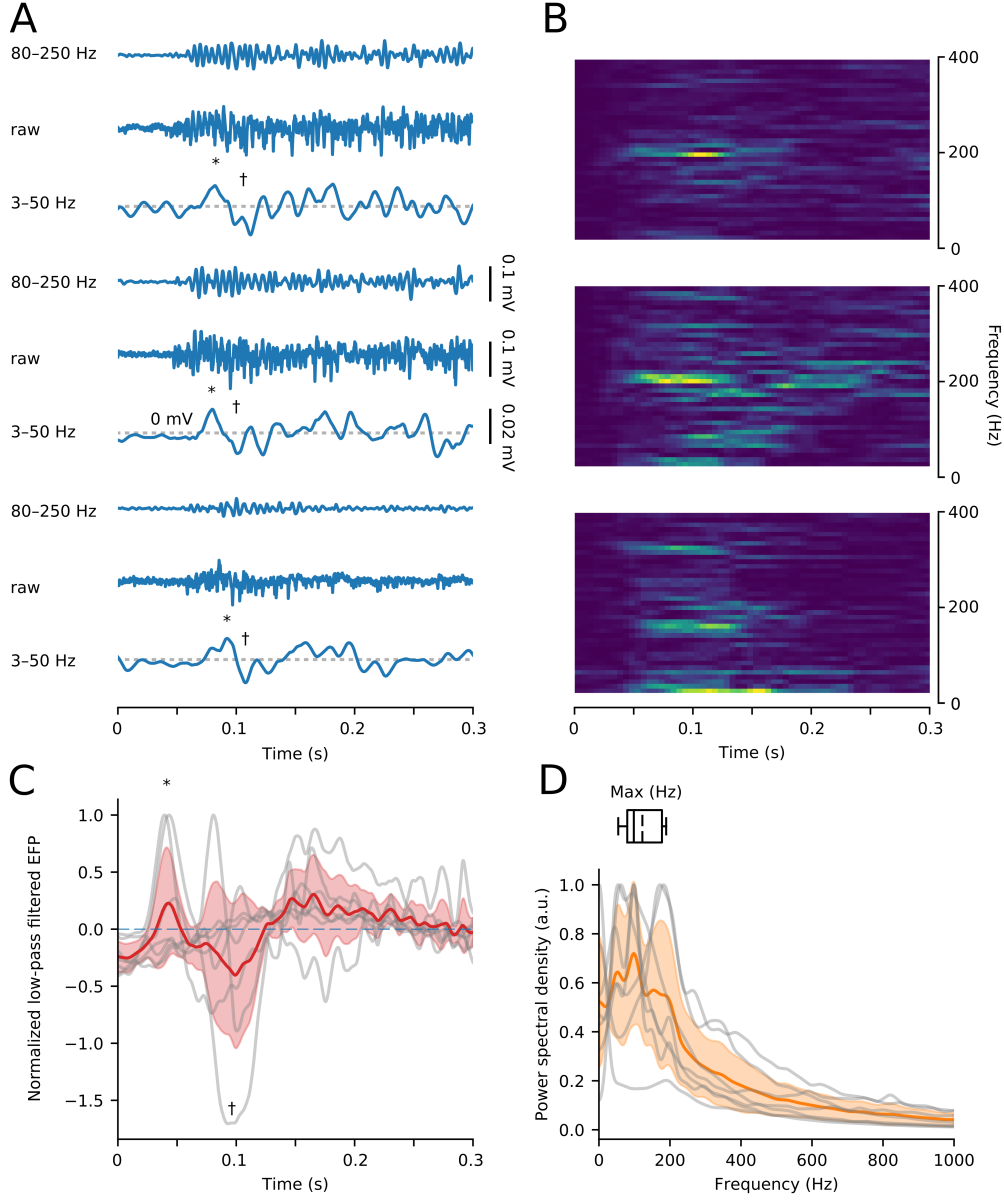 A
80–250 Hz
raw
*
†
3–50 Hz
80–250 Hz
0.1 mV
raw
0.1 mV
*
†
0 mV
3–50 Hz
0.02 mV
80–250 Hz
raw
*
†
3–50 Hz
0
0.1
0.2
0.3
Time (s)
B
400
200
0
400
200
0
400
200
0
Frequency (Hz)
0
0.1
0.2
0.3
Time (s)
C
*
1.0
0.5
0.0
−0.5
−1.0
−1.5
Normalized low-pass filtered EFP
†
0
0.1
0.2
0.3
Time (s)
D
Max (Hz)
1.0
0.8
0.6
0.4
0.2
0.0
Power spectral density (a.u.)
0
200
400
600
800
1000
Frequency (Hz)